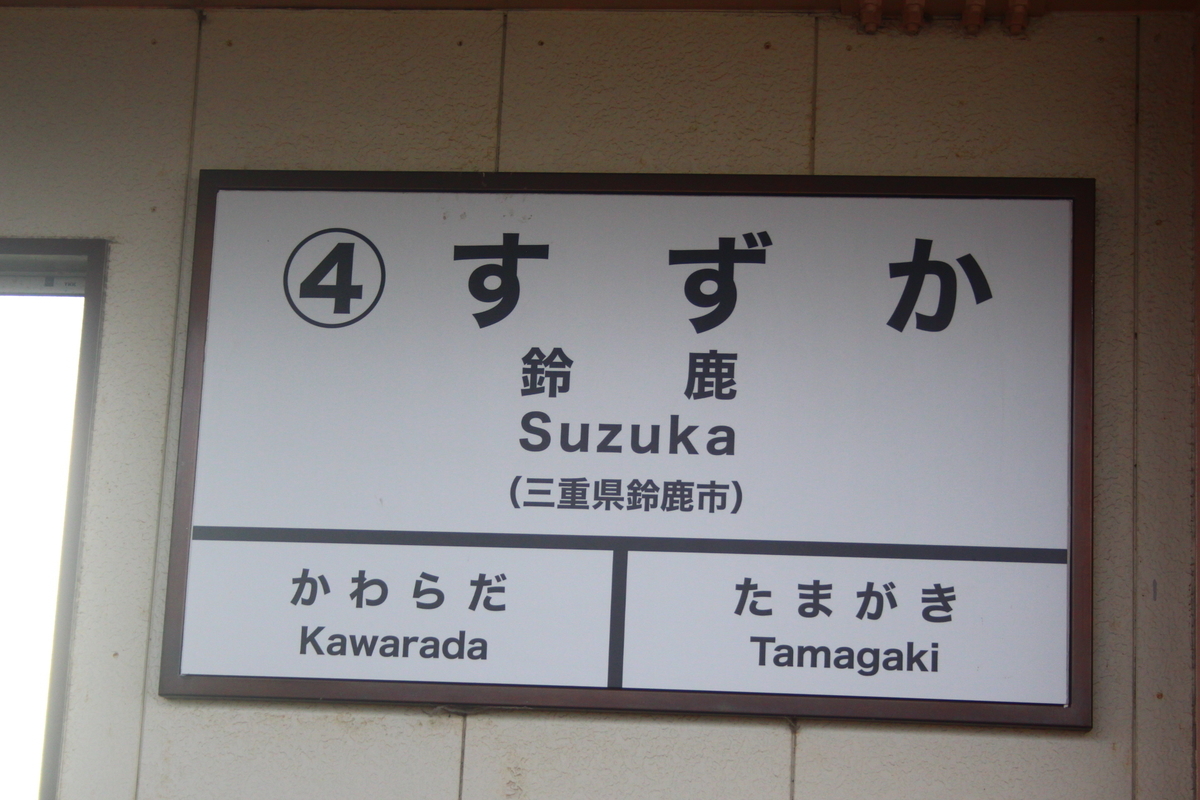 ④ すずか
鈴鹿
Suzuka
(三重県鈴鹿市)
かわらだ
Kawarada
たまがき
Tamagaki